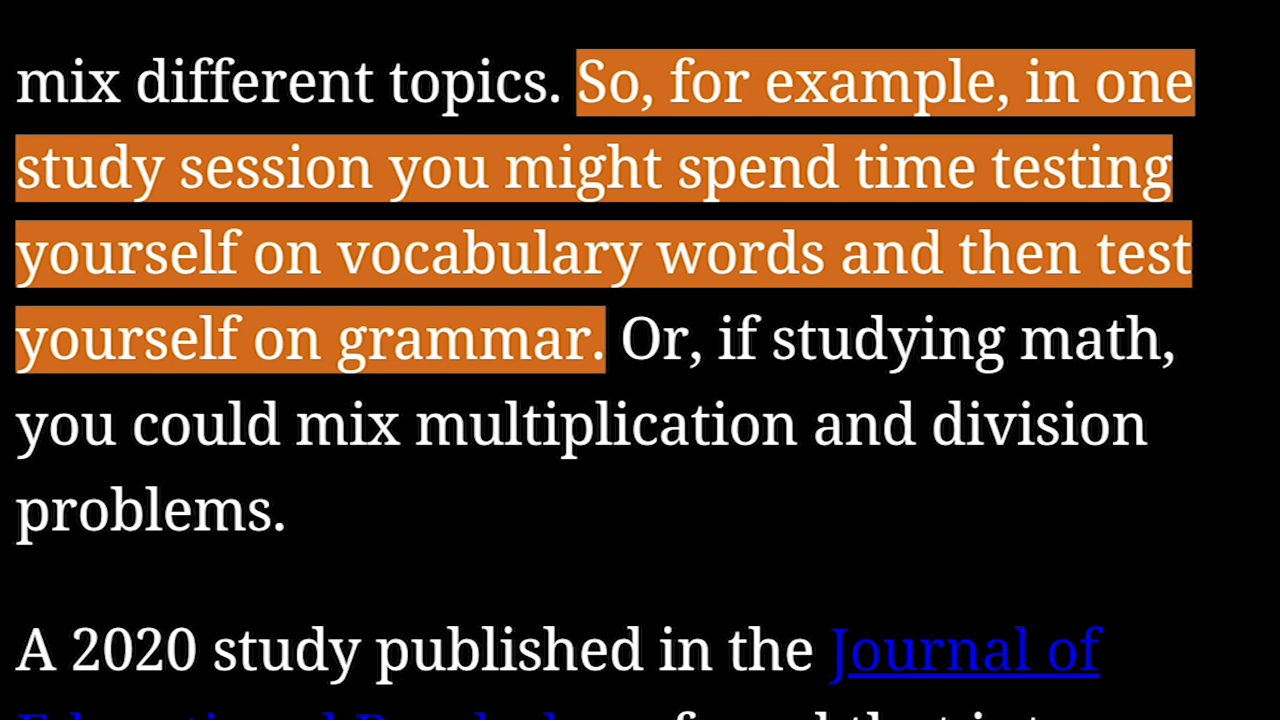 mix different topics. So, for example, in one
study session you might spend time testing
yourself on vocabulary words and then test
yourself on grammar. Or, if studying math,
you could mix multiplication and division
problems.
A 2020 study published in the Journal of